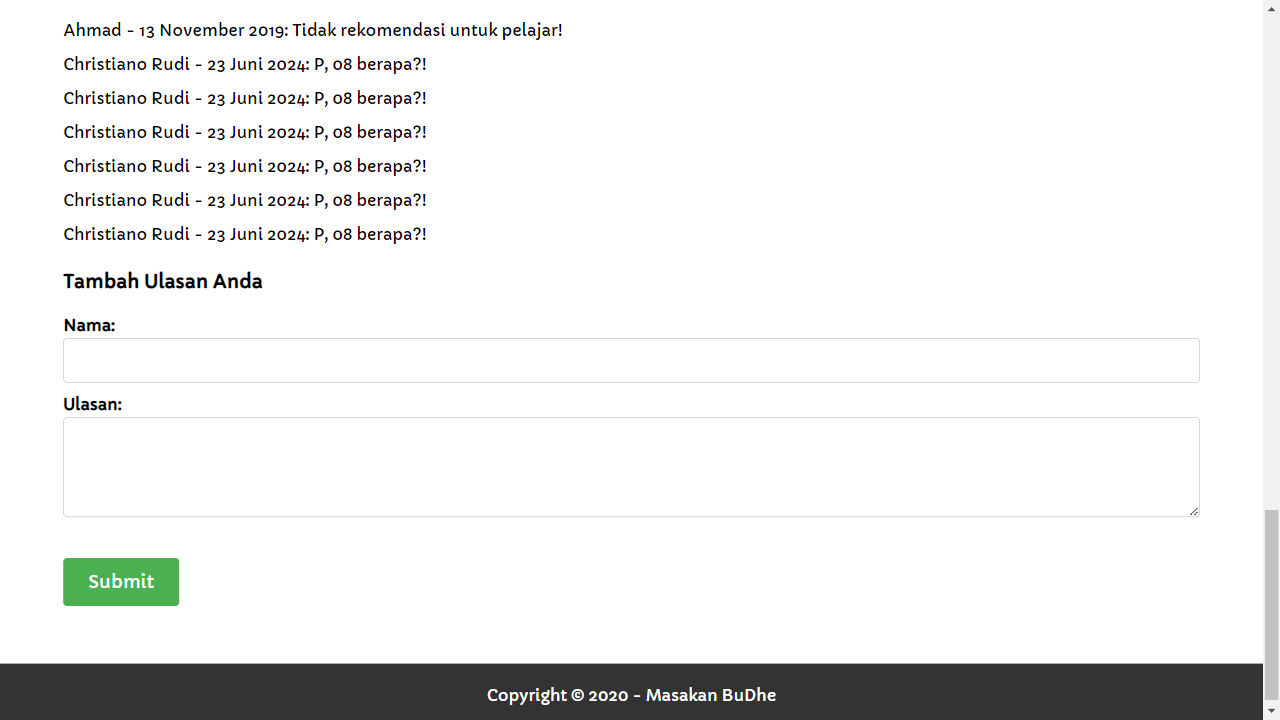 Ahmad - 13 November 2019: Tidak rekomendasi untuk pelajar!
Christiano Rudi - 23 Juni 2024: P, 08 berapa?!
Christiano Rudi - 23 Juni 2024: P, 08 berapa?!
Christiano Rudi - 23 Juni 2024: P, 08 berapa?!
Christiano Rudi - 23 Juni 2024: P, 08 berapa?!
Christiano Rudi - 23 Juni 2024: P, 08 berapa?!
Christiano Rudi - 23 Juni 2024: P, 08 berapa?!
Tambah Ulasan Anda
Nama:
Ulasan:
Submit
Copyright © 2020 - Masakan BuDhe